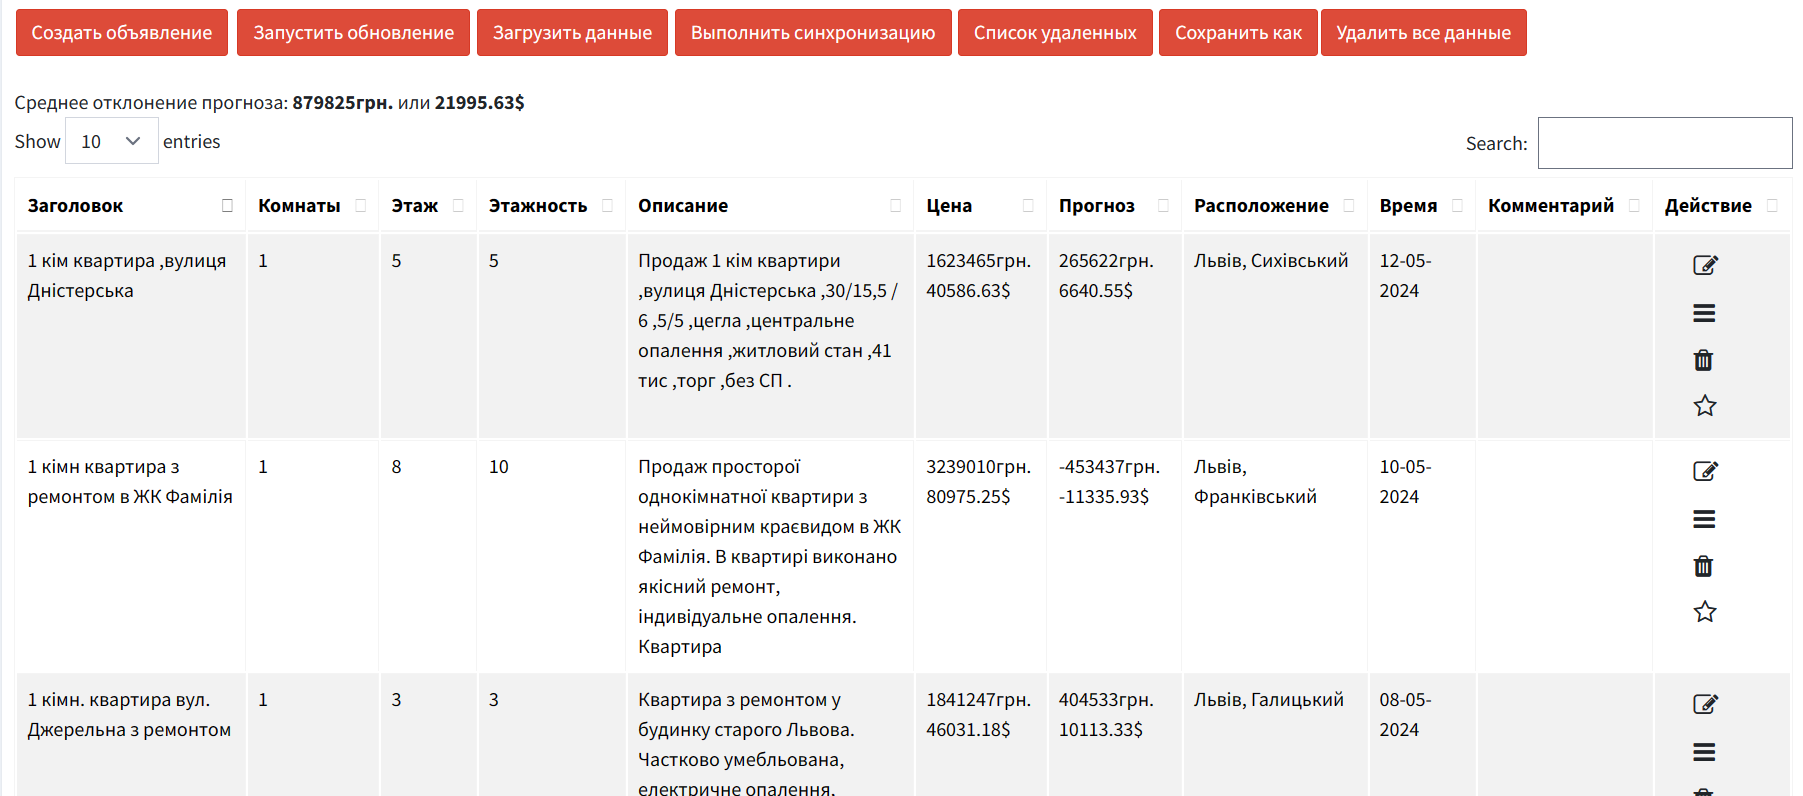 Создать объявление Запустить обновление Загрузить данные Выполнить синхронизацию Список удаленных Сохранить как Удалить все данные
Среднее отклонение прогноза: 879825грн. или 21995.63$
Show 10 entries
Search:
Заголовок Комнаты Этаж Этажность Описание Цена Прогноз Расположение Время Комментарий Действие
1 кім квартира ,вулиця
Дністерська
1
5
5
Продаж 1 кім квартири
,вулиця Дністерська ,30/15,5 /
6 ,5/5 ,цегла ,центральне
опалення ,житловий стан ,41
тис ,торг ,без СП .
1623465грн.
40586.63$
265622грн.
6640.55$
Львів, Сихівський
12-05-
2024
1 кімн квартира з
ремонтом в ЖК Фамілія
1
8
10
Продаж просторої
однокімнатної квартири з
неймовірним краєвидом в ЖК
Фамілія. В квартирі виконано
якісний ремонт,
індивідуальне опалення.
Квартира
3239010грн.
80975.25$
-453437грн.
-11335.93$
Львів,
Франківський
10-05-
2024
1 кімн. квартира вул.
Джерельна з ремонтом
1
3
3
Квартира з ремонтом у
будинку старого Львова.
Частково умебльована,
електричне опалення,
1841247грн.
46031.18$
404533грн.
10113.33$
Львів, Галицький
08-05-
2024